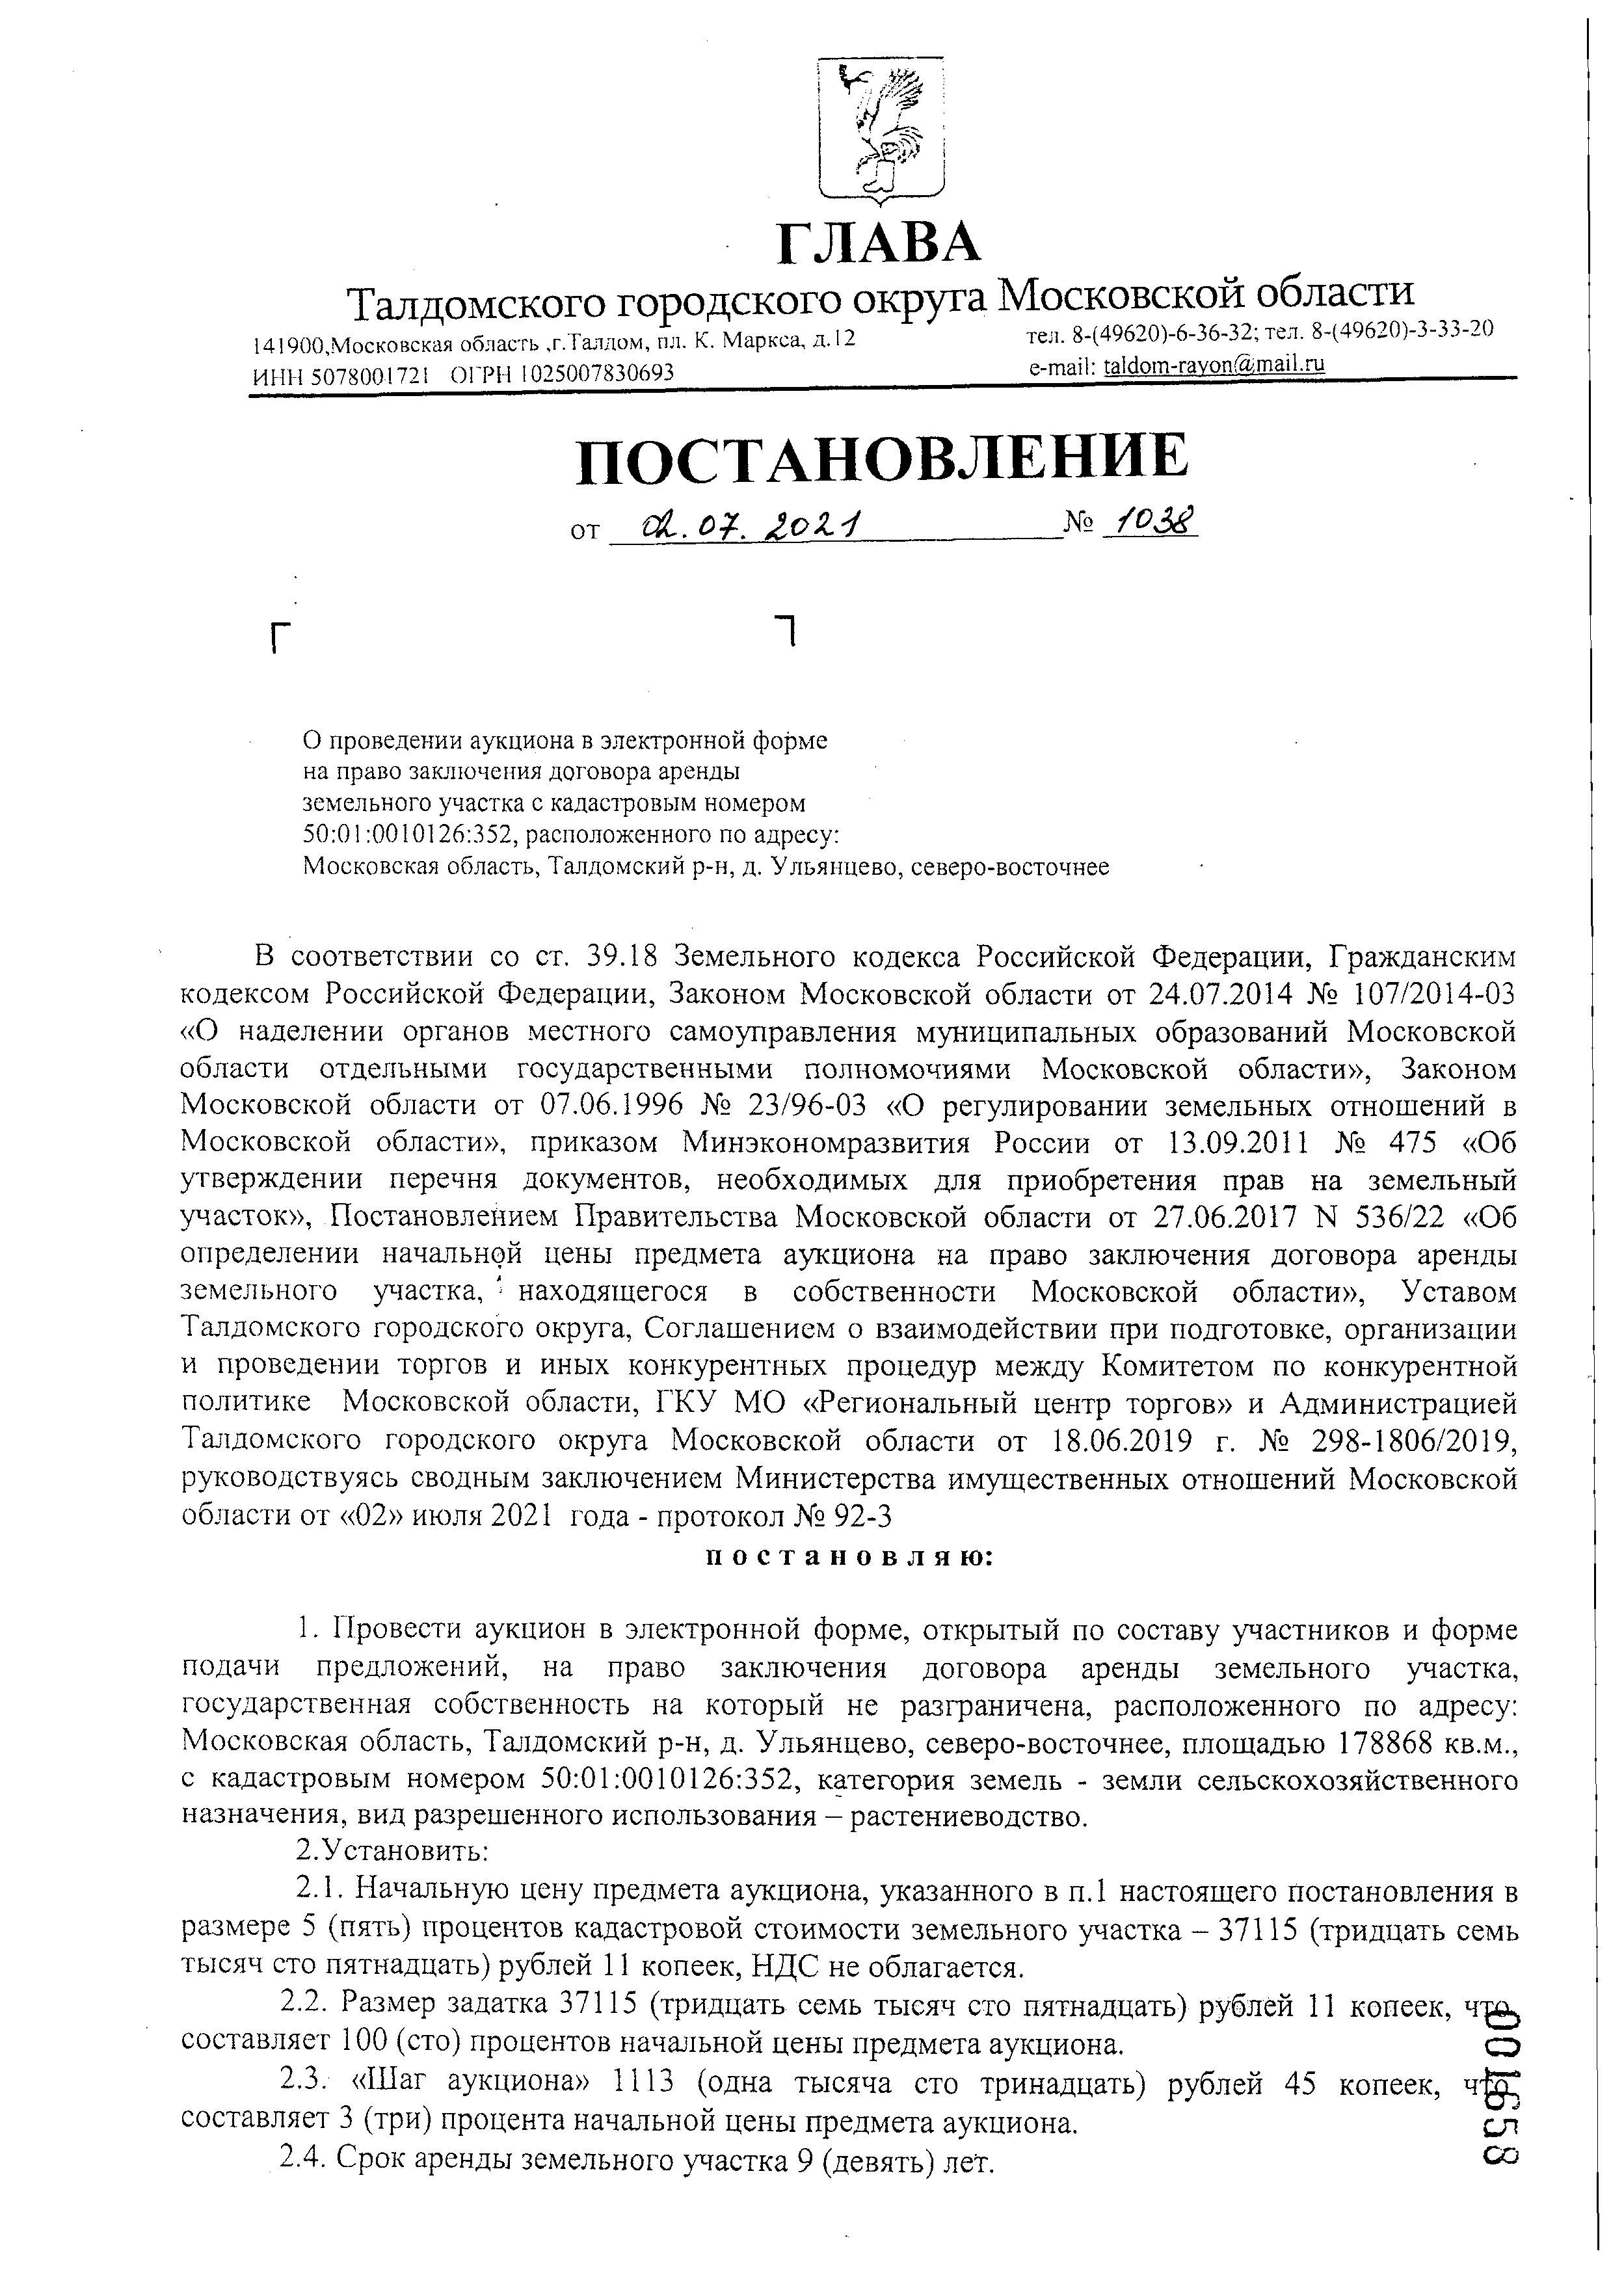 ГЛАВА
Талдомского городского округа Московской области
141900,Московская область ,г.Талдом, пл. К. Маркса, д.12
тел. 8-(49620)-6-36-32; тел. 8-(49620)-3-33-20
ИНН 5078001721 ОГРН 1025007830693
e-mail: taldom-rayon@mail.ru
ПОСТАНОВЛЕНИЕ
от 02.07.2021 № 1038
О проведении аукциона в электронной форме
на право заключения договора аренды
земельного участка с кадастровым номером
50:01:0010126:352, расположенного по адресу:
Московская область, Талдомский р-н, д. Ульянцево, северо-восточнее
В соответствии со ст. 39.18 Земельного кодекса Российской Федерации, Гражданским
кодексом Российской Федерации, Законом Московской области от 24.07.2014 № 107/2014-ОЗ
«О наделении органов местного самоуправления муниципальных образований Московской
области отдельными государственными полномочиями Московской области», Законом
Московской области от 07.06.1996 № 23/96-ОЗ «О регулировании земельных отношений в
Московской области», приказом Минэкономразвития России от 13.09.2011 № 475 «Об
утверждении перечня документов, необходимых для приобретения прав на земельный
участок», Постановлением Правительства Московской области от 27.06.2017 N 536/22 «Об
определении начальной цены предмета аукциона на право заключения договора аренды
земельного участка, находящегося в собственности Московской области», Уставом
Талдомского городского округа, Соглашением о взаимодействии при подготовке, организации
и проведении торгов и иных конкурентных процедур между Комитетом по конкурентной
политике Московской области, ГКУ МО «Региональный центр торгов» и Администрацией
Талдомского городского округа Московской области от 18.06.2019 г. № 298-1806/2019,
руководствуясь сводным заключением Министерства имущественных отношений Московской
области от «02» июля 2021 года - протокол № 92-З
п о с т а н о в л я ю:
1. Провести аукцион в электронной форме, открытый по составу участников и форме
подачи предложений, на право заключения договора аренды земельного участка,
государственная собственность на который не разграничена, расположенного по адресу:
Московская область, Талдомский р-н, д. Ульянцево, северо-восточнее, площадью 178868 кв.м.,
с кадастровым номером 50:01:0010126:352, категория земель - земли сельскохозяйственного
назначения, вид разрешенного использования – растениеводство.
2.Установить:
2.1. Начальную цену предмета аукциона, указанного в п.1 настоящего постановления в
размере 5 (пять) процентов кадастровой стоимости земельного участка – 37115 (тридцать семь
тысяч сто пятнадцать) рублей 11 копеек, НДС не облагается.
2.2. Размер задатка 37115 (тридцать семь тысяч сто пятнадцать) рублей 11 копеек, что
составляет 100 (сто) процентов начальной цены предмета аукциона.
2.3. «Шаг аукциона» 1113 (одна тысяча сто тринадцать) рублей 45 копеек, что
составляет 3 (три) процента начальной цены предмета аукциона.
2.4. Срок аренды земельного участка 9 (девять) лет.